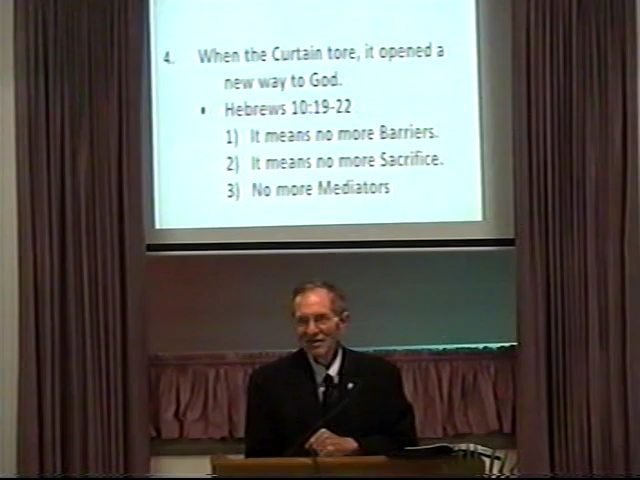 4. When the Curtain tore, it opened a
new way to God.
• Hebrews 10:19-22
1) It means no more Barriers.
2) It means no more Sacrifice.
3) No more Mediators